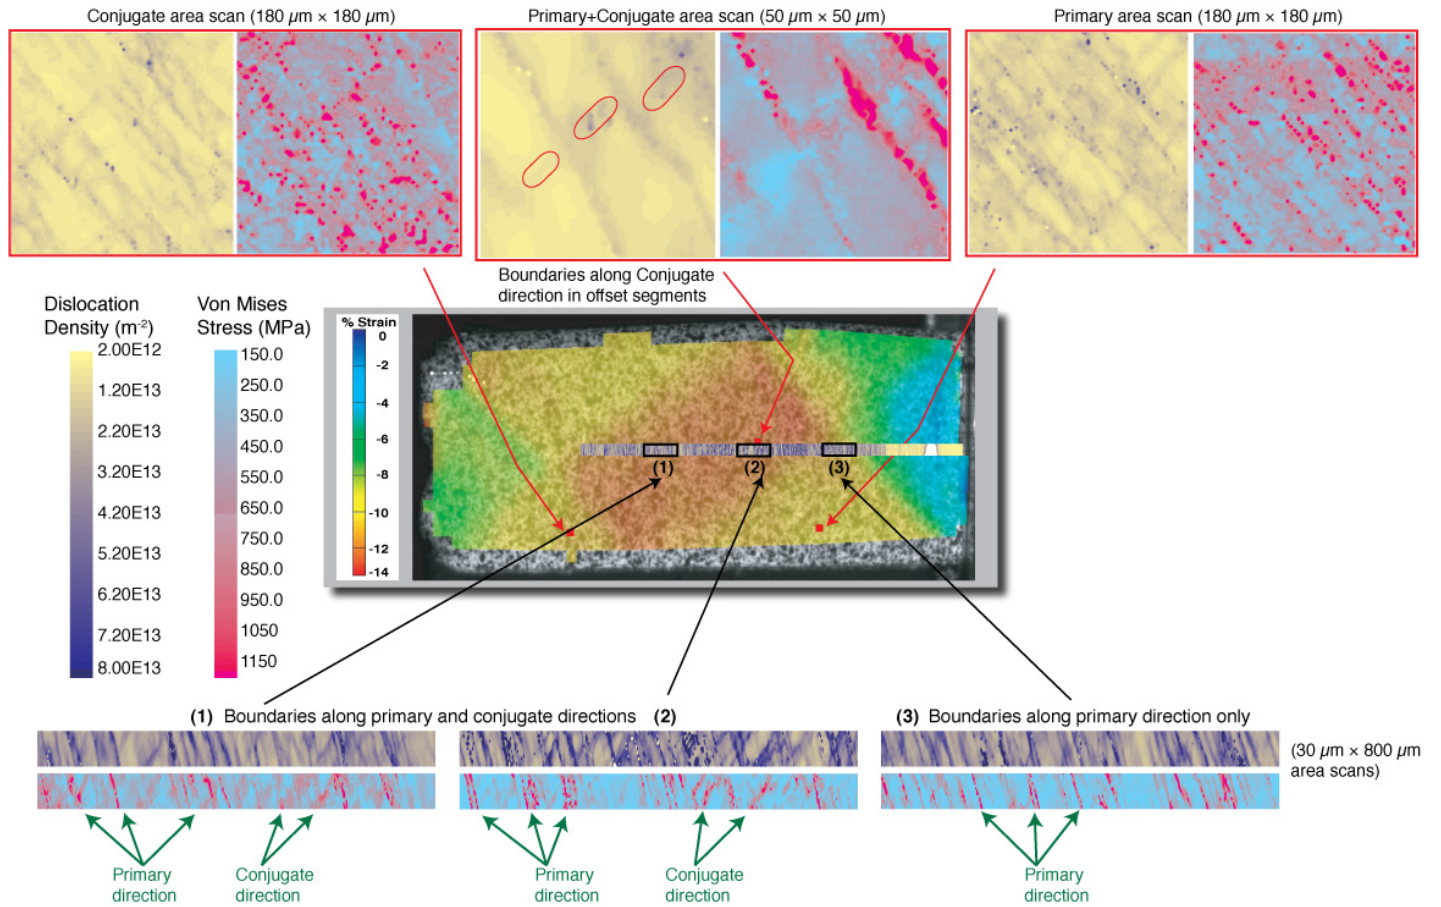 Conjugate area scan (180 µm × 180 µm)
Primary+Conjugate area scan (50 µm × 50 µm)
Primary area scan (180 µm × 180 µm)
Boundaries along Conjugate
direction in offset segments
Dislocation
Density (m-2)
2.00E12
1.20E13
2.20E13
3.20E13
4.20E13
5.20E13
6.20E13
7.20E13
8.00E13
Von Mises
Stress (MPa)
150.0
250.0
350.0
450.0
550.0
650.0
750.0
850.0
950.0
1050
1150
% Strain
0
-2
-4
-6
-8
-10
-12
-14
(1)
(2)
(3)
(1) Boundaries along primary and conjugate directions (2)
(3) Boundaries along primary direction only
(30 µm × 800 µm
area scans)
Primary
direction
Conjugate
direction
Primary
direction
Conjugate
direction
Primary
direction